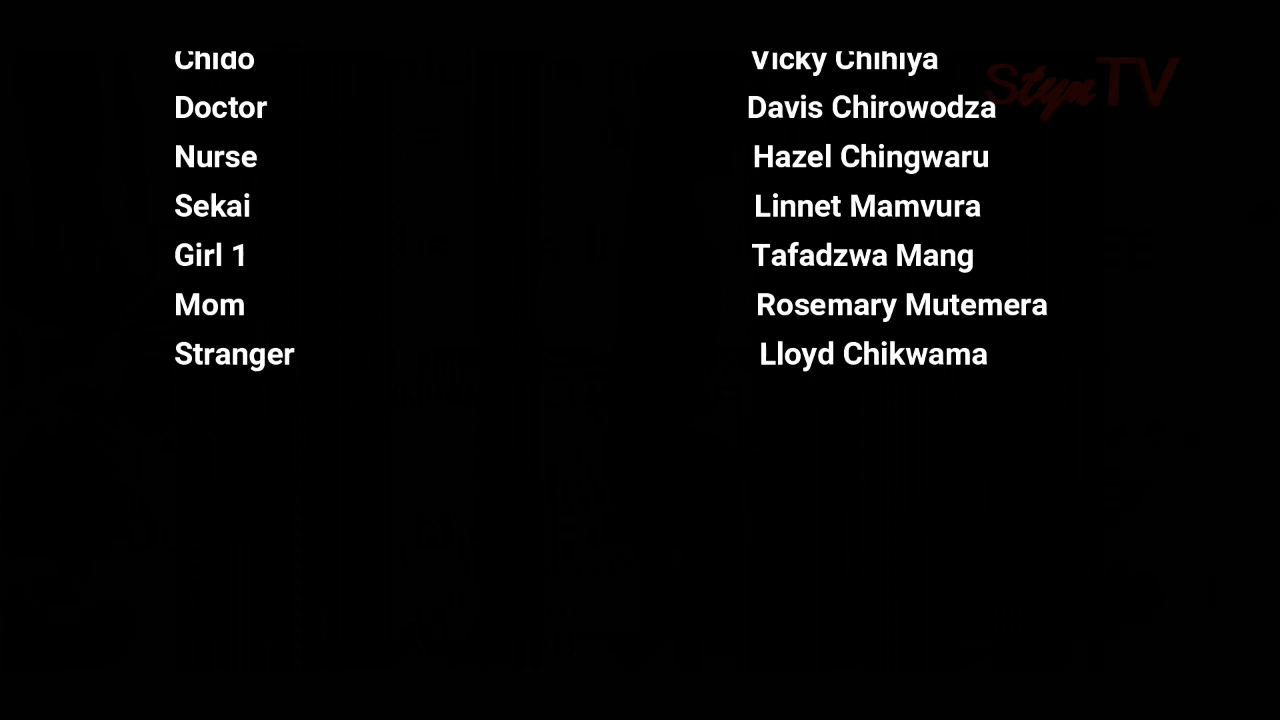 Chido Vicky Chihiya
Doctor Davis Chirowodza
Nurse Hazel Chingwaru
Sekai Linnet Mamvura
Girl 1 Tafadzwa Mang
Mom Rosemary Mutemera
Stranger Lloyd Chikwama
StymTV